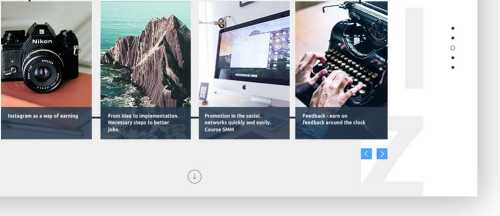 Nikon
Instagram as a way of earning
From idea to implementation.
Necessary steps to better
jobs.
Promotion in the social
networks quickly and easily.
Course SMM
Feedback - earn on
feedback around the clock
Z